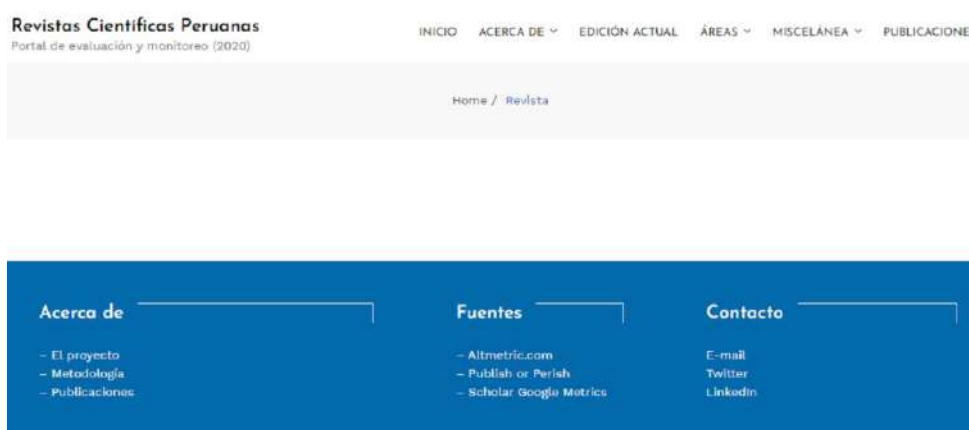 Revistas Científicas Peruanas
Portal de evaluación y monitoreo (2020)
INICIO ACERCA DE EDICIÓN ACTUAL ÁREAS MISCELÁNEA PUBLICACIONE
Home / Revista
Acerca de
– El proyecto
– Metodología
– Publicaciones
Fuentes
– Altmetric.com
– Publish or Perish
– Scholar Google Metrics
Contacto
E-mail
Twitter
LinkedIn